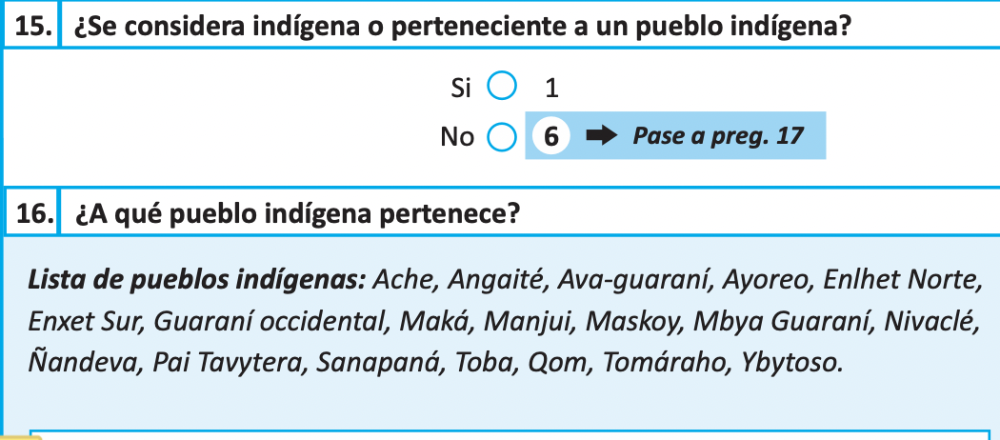 15. ¿Se considera indígena o perteneciente a un pueblo indígena?
Si 1
No 6 Pase a preg. 17
16. ¿A qué pueblo indígena pertenece?
Lista de pueblos indígenas: Ache, Angaité, Ava-guaraní, Ayoreo, Enlhet Norte,
Enxet Sur, Guaraní occidental, Maká, Manjui, Maskoy, Mbya Guaraní, Nivaclé,
Ñandeva, Pai Tavytera, Sanapaná, Toba, Qom, Tomáraho, Ybytoso.